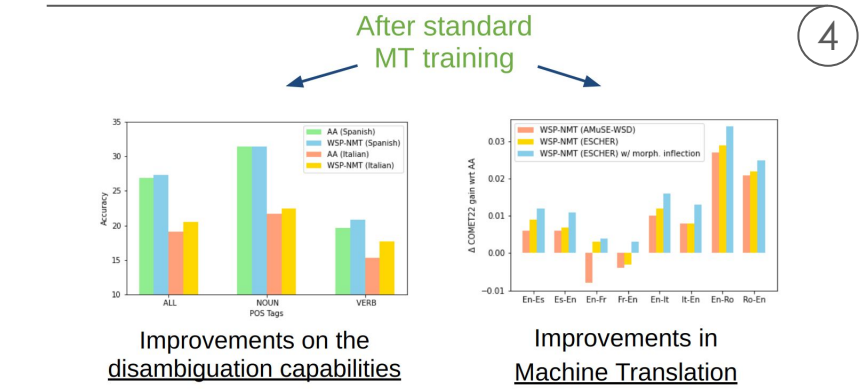 After standard
MT training
4
35
30
25
20
15
10
Accuracy
AA (Spanish)
WSP-NMT (Spanish)
AA (Italian)
WSP-NMT (Italian)
ALL NOUN VERB
POS Tags
Improvements on the
disambiguation capabilities
0.03
0.02
0.01
0.00
−0.01
Δ COMET22 gain wrt AA
WSP-NMT (AMuSE-WSD)
WSP-NMT (ESCHER)
WSP-NMT (ESCHER) w/ morph. inflection
En-Es Es-En En-Fr Fr-En En-It It-En En-Ro Ro-En
Improvements in
Machine Translation